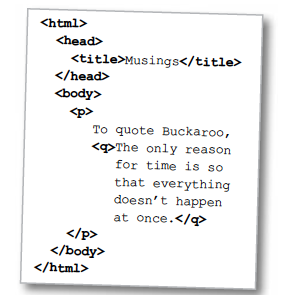 <html>
<head>
<title>Musings</title>
</head>
<body>
<p>
To quote Buckaroo,
<q>The only reason
for time is so
that everything
doesn’t happen
at once.</q>
</p>
</body>
</html>